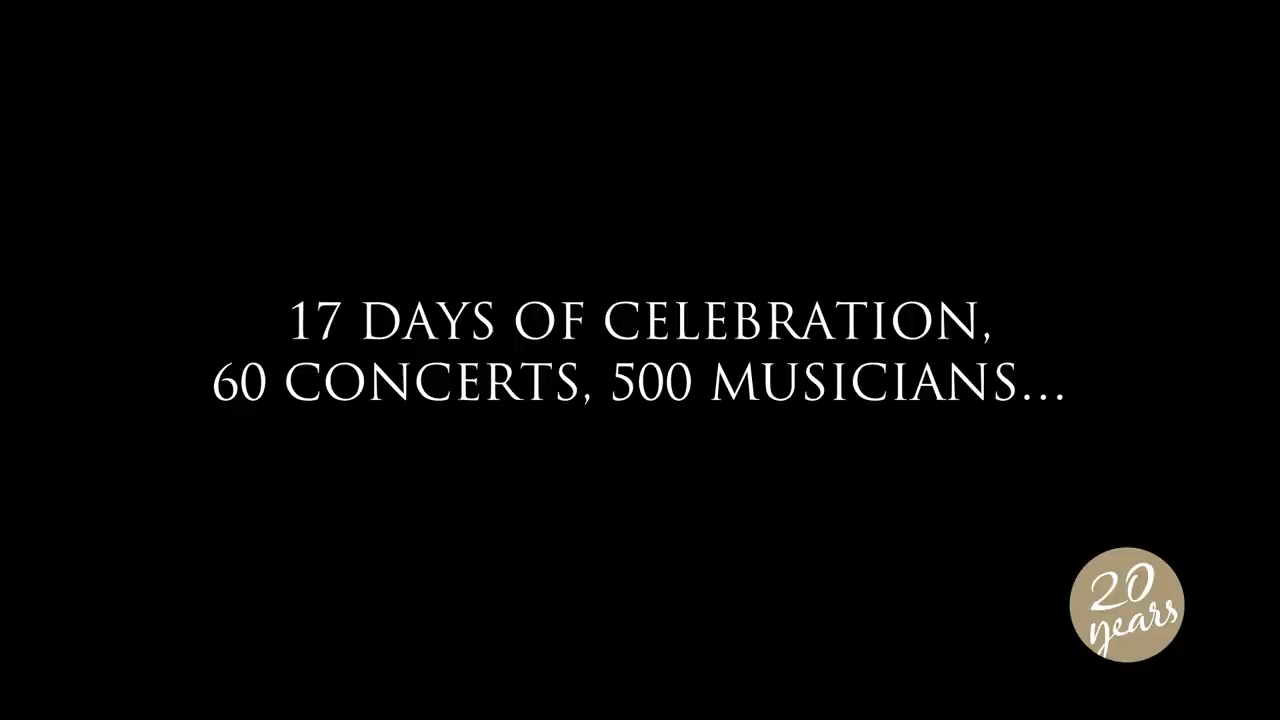 17 DAYS OF CELEBRATION,
60 CONCERTS, 500 MUSICIANS...
20
years